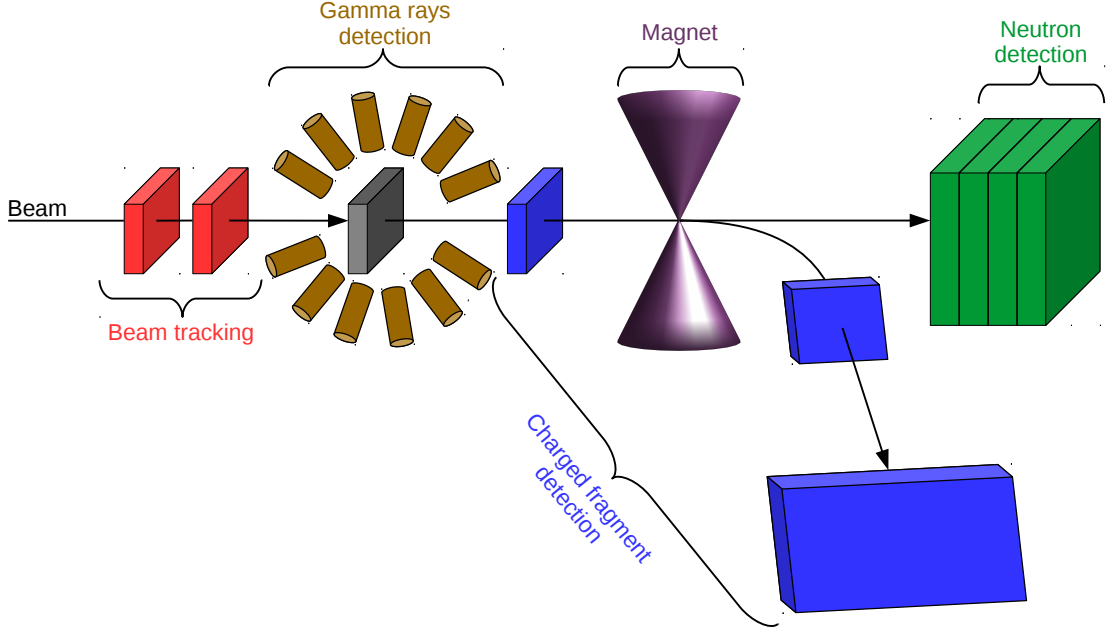 Gamma rays
detection
Magnet
Neutron
detection
Beam
Beam tracking
Charged fragment
detection